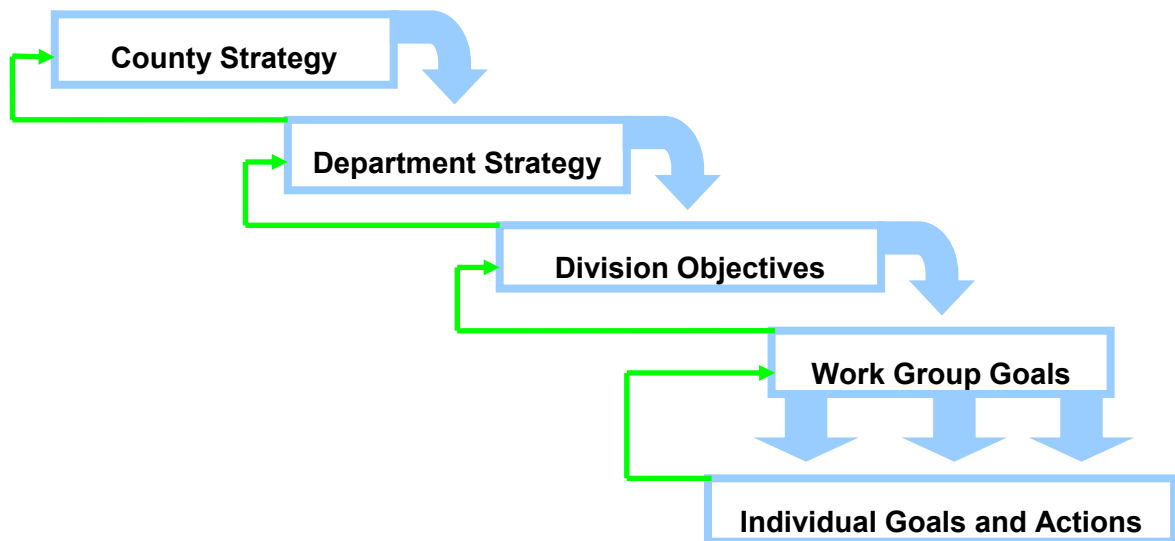 County Strategy
Department Strategy
Division Objectives
Work Group Goals
Individual Goals and Actions